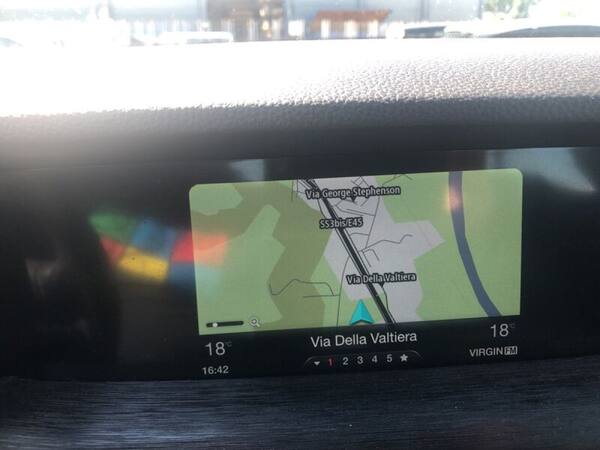 Via George Stephenson
SS3bis/E45
Via Della Valtiera
18°C
Via Della Valtiera
18°C
16:42
1 2 3 4 5
VIRGIN FM